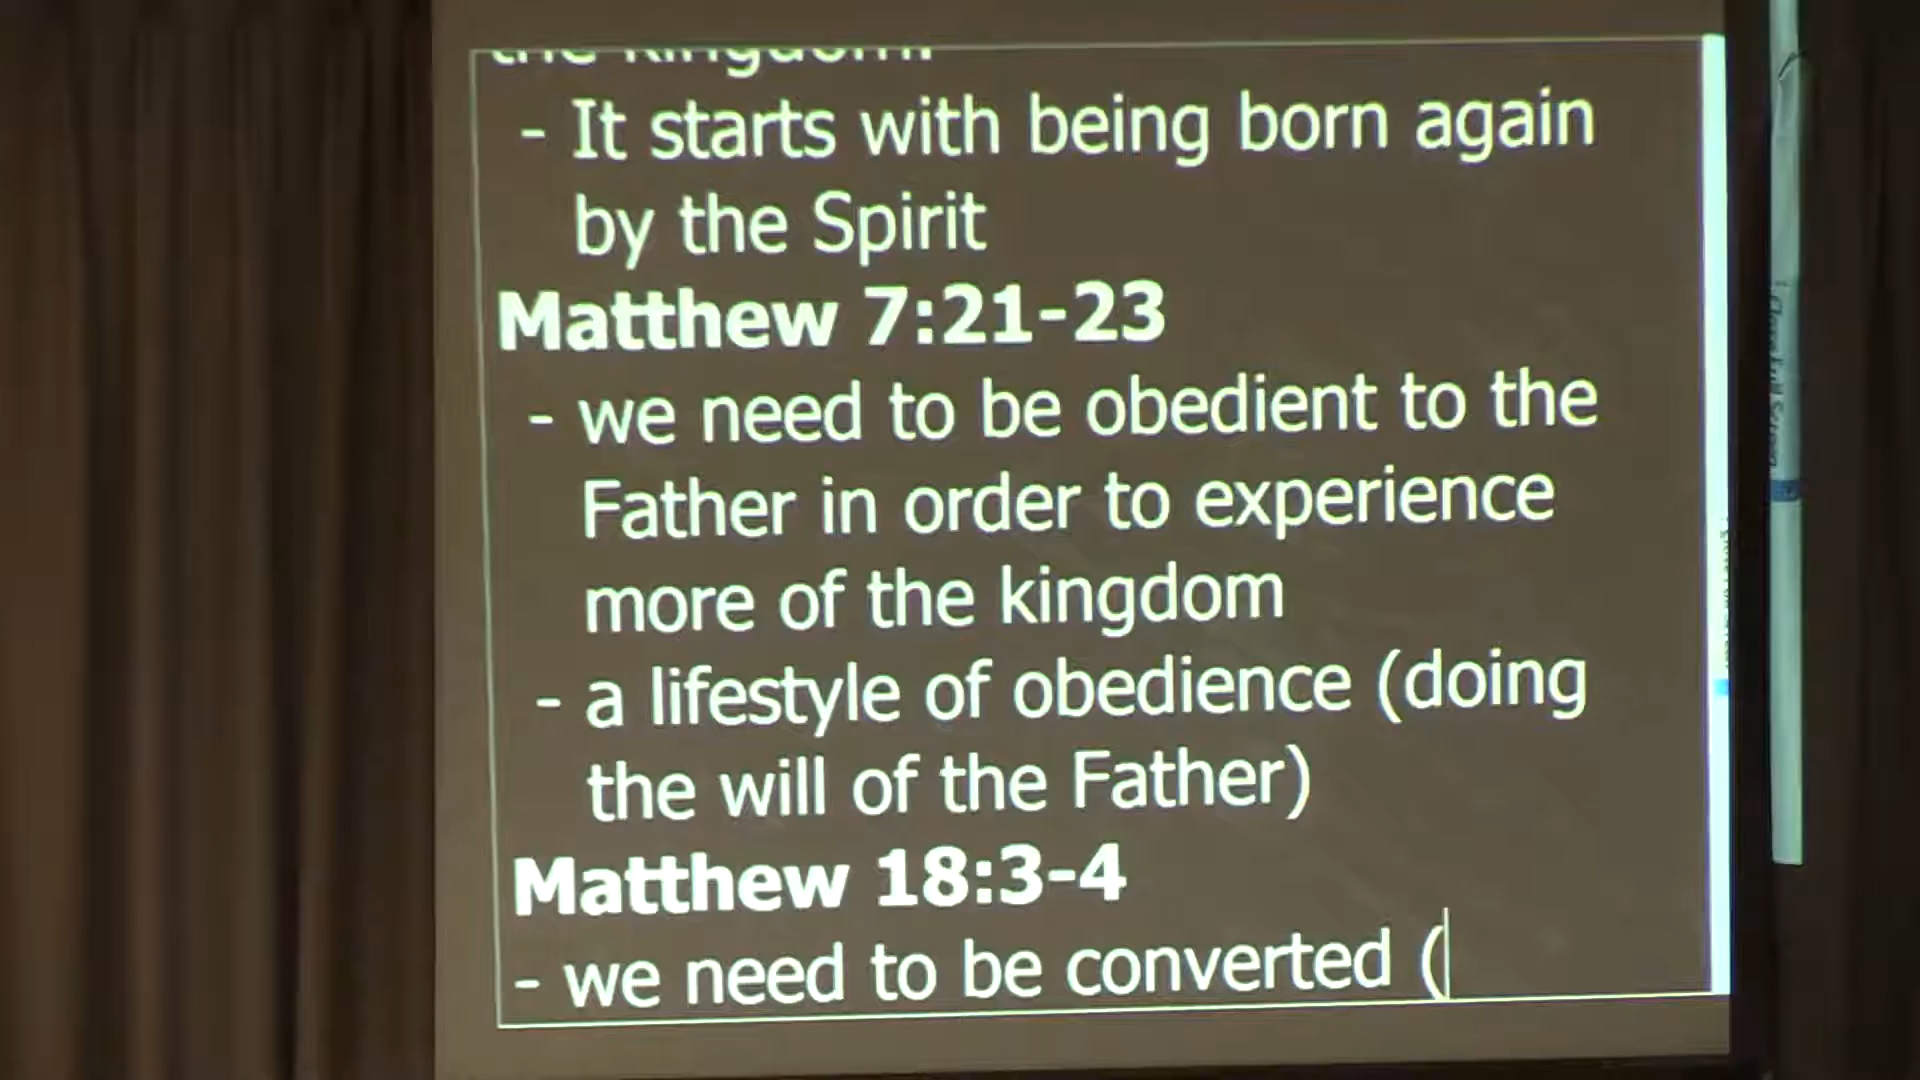 the kingdom.
- It starts with being born again
by the Spirit
Matthew 7:21-23
- we need to be obedient to the
Father in order to experience
more of the kingdom
- a lifestyle of obedience (doing
the will of the Father)
Matthew 18:3-4
- we need to be converted (